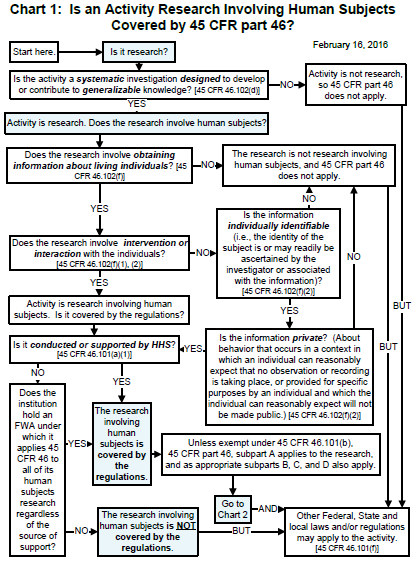 Chart 1: Is an Activity Research Involving Human Subjects
Covered by 45 CFR part 46?
February 16, 2016
Start here.
Is it research?
Is the activity a systematic investigation designed to develop
or contribute to generalizable knowledge? [45 CFR 46.102(d)]
NO
Activity is not research,
so 45 CFR part 46
does not apply.
YES
Activity is research. Does the research involve human subjects?
Does the research involve obtaining
information about living individuals? [45
CFR 46.102(f)]
NO
The research is not research involving
human subjects, and 45 CFR part 46
does not apply.
YES
NO
Is the information
individually identifiable
(i.e., the identity of the
subject is or may readily be
ascertained by the
investigator or associated
with the information)?
[45 CFR 46.102(f)(2)]
Does the research involve intervention or
interaction with the individuals?
[45 CFR 46.102(f)(1), (2)]
NO
NO
YES
YES
BUT
Activity is research involving human
subjects. Is it covered by the regulations?
Is it conducted or supported by HHS?
[45 CFR 46.101(a)(1)]
YES
Is the information private? (About
behavior that occurs in a context in
which an individual can reasonably
expect that no observation or recording
is taking place, or provided for specific
purposes by an individual and which the
individual can reasonably expect will not
be made public.) [45 CFR 46.102(f)(2)]
BUT
NO
YES
Does the
institution
hold an
FWA under
which it
applies 45
CFR 46 to
all of its
human
subjects
research
regardless
of the
source of
support?
YES
The research
involving
human
subjects is
covered by
the
regulations.
Unless exempt under 45 CFR 46.101(b),
45 CFR part 46, subpart A applies to the research,
and as appropriate subparts B, C, and D also apply.
Go to
Chart 2
AND
NO
The research involving
human subjects is NOT
covered by the
regulations.
BUT
Other Federal, State and
local laws and/or regulations
may apply to the activity.
[45 CFR 46.101(f)]